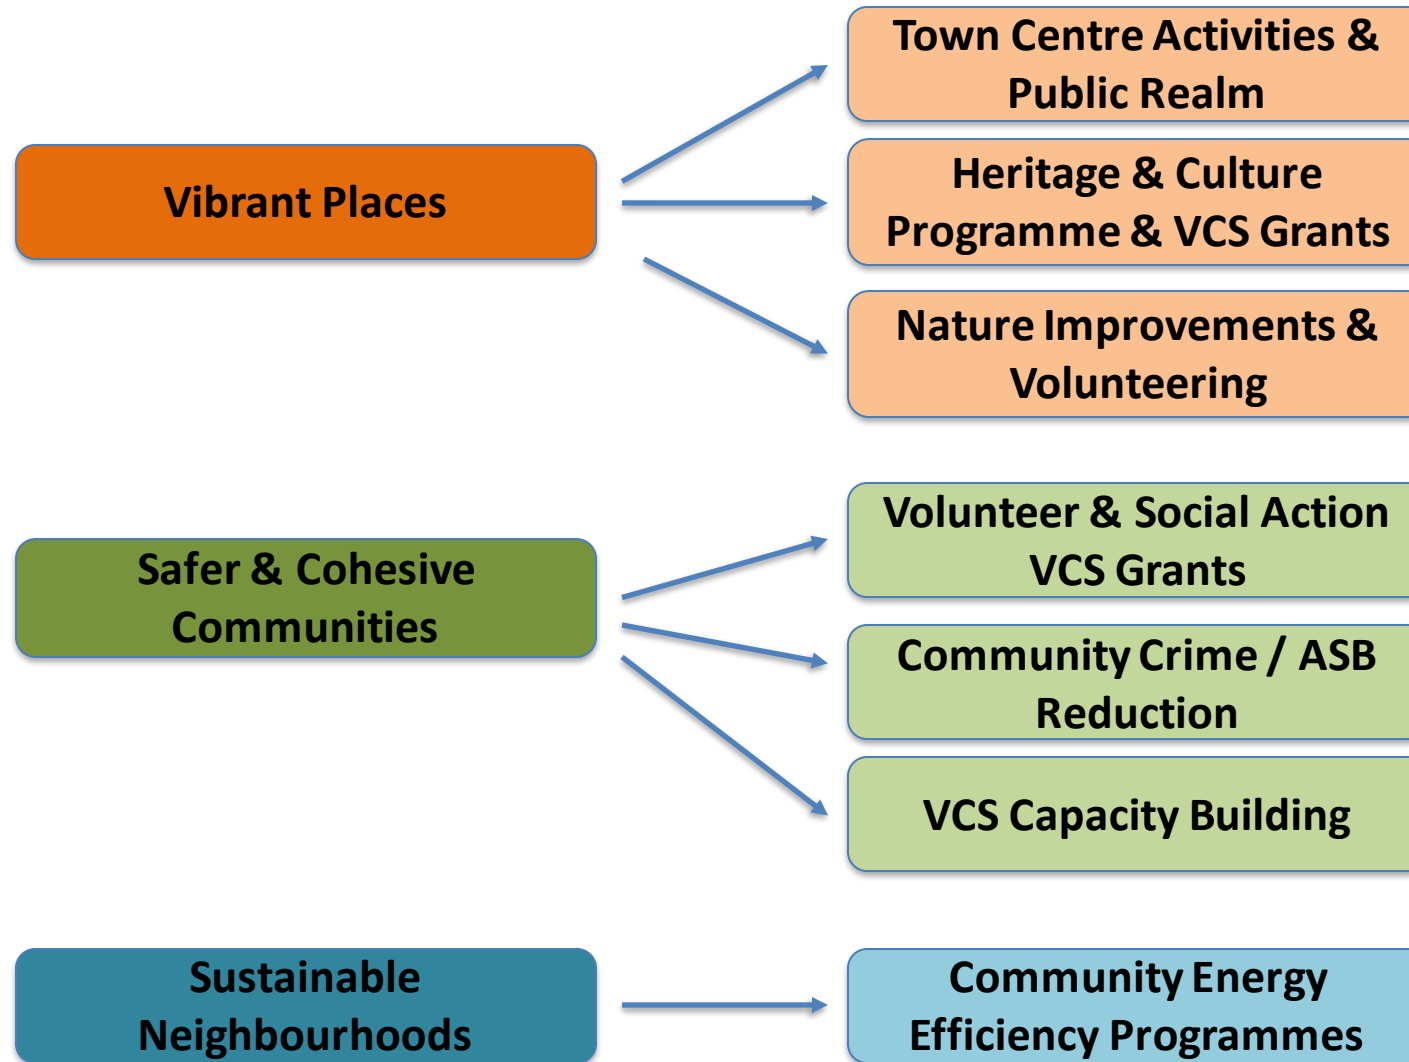 Vibrant Places
Town Centre Activities &
Public Realm
Heritage & Culture
Programme & VCS Grants
Nature Improvements &
Volunteering
Safer & Cohesive
Communities
Volunteer & Social Action
VCS Grants
Community Crime / ASB
Reduction
VCS Capacity Building
Sustainable
Neighbourhoods
Community Energy
Efficiency Programmes